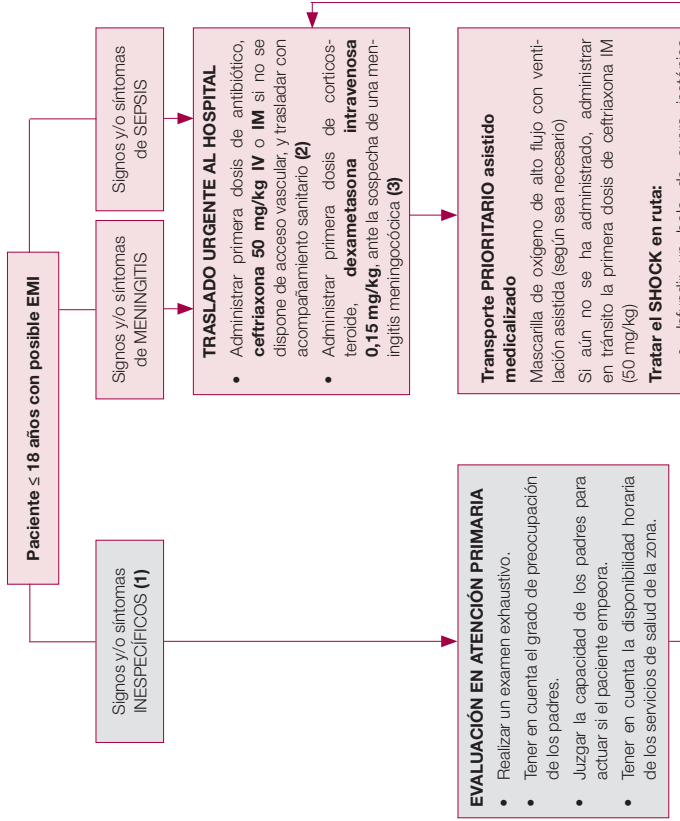 Paciente ≤ 18 años con posible EMI
Signos y/o síntomas
INESPECÍFICOS (1)
Signos y/o síntomas
de MENINGITIS
Signos y/o síntomas
de SEPSIS
EVALUACIÓN EN ATENCIÓN PRIMARIA
• Realizar un examen exhaustivo.
• Tener en cuenta el grado de preocupación
de los padres.
• Juzgar la capacidad de los padres para
actuar si el paciente empeora.
• Tener en cuenta la disponibilidad horaria
de los servicios de salud de la zona.
TRASLADO URGENTE AL HOSPITAL
• Administrar primera dosis de antibiótico,
ceftriaxona 50 mg/kg IV o IM si no se
dispone de acceso vascular, y trasladar con
acompañamiento sanitario (2)
• Administrar primera dosis de corticos-
teroide, dexametasona intravenosa
0,15 mg/kg, ante la sospecha de una men-
ingitis meningocócica (3)
Transporte PRIORITARIO asistido
medicalizado
Mascarilla de oxígeno de alto flujo con venti-
lación asistida (según sea necesario)
Si aún no se ha administrado, administrar
en tránsito la primera dosis de ceftriaxona IM
(50 mg/kg)
Tratar el SHOCK en ruta: